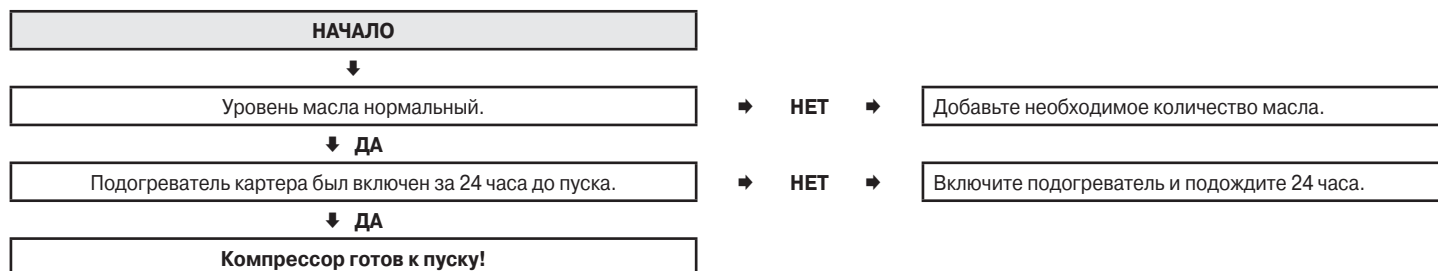 НАЧАЛО
Уровень масла нормальный.
НЕТ
Добавьте необходимое количество масла.
ДА
Подогреватель картера был включен за 24 часа до пуска.
НЕТ
Включите подогреватель и подождите 24 часа.
ДА
Компрессор готов к пуску!